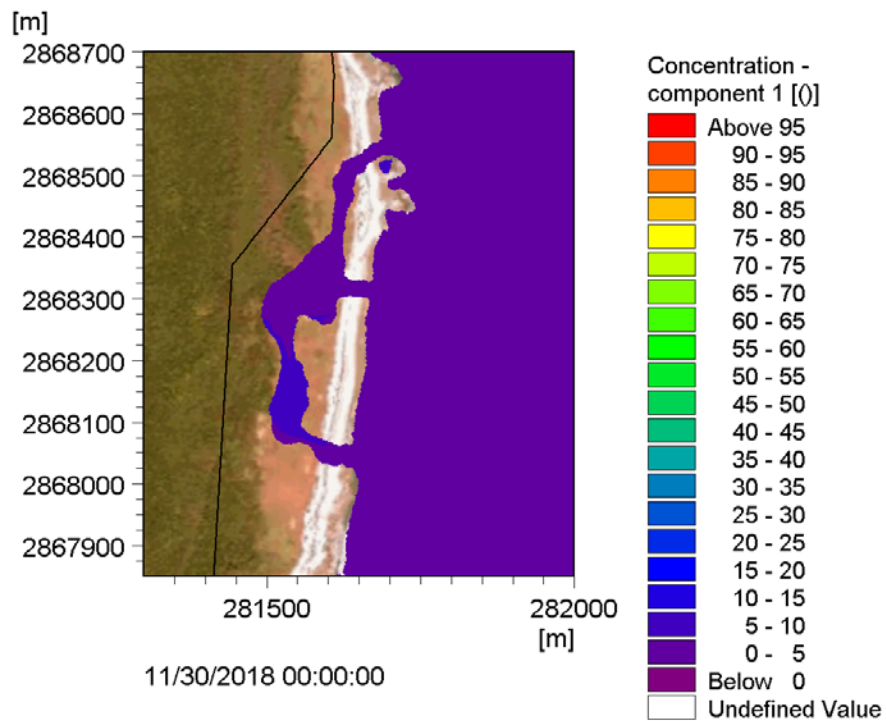 [m]
2868700
2868600
2868500
2868400
2868300
2868200
2868100
2868000
2867900
281500
282000
[m]
11/30/2018 00:00:00
Concentration -
component 1 [()]
Above 95
90 - 95
85 - 90
80 - 85
75 - 80
70 - 75
65 - 70
60 - 65
55 - 60
50 - 55
45 - 50
40 - 45
35 - 40
30 - 35
25 - 30
20 - 25
15 - 20
10 - 15
5 - 10
0 - 5
Below 0
Undefined Value